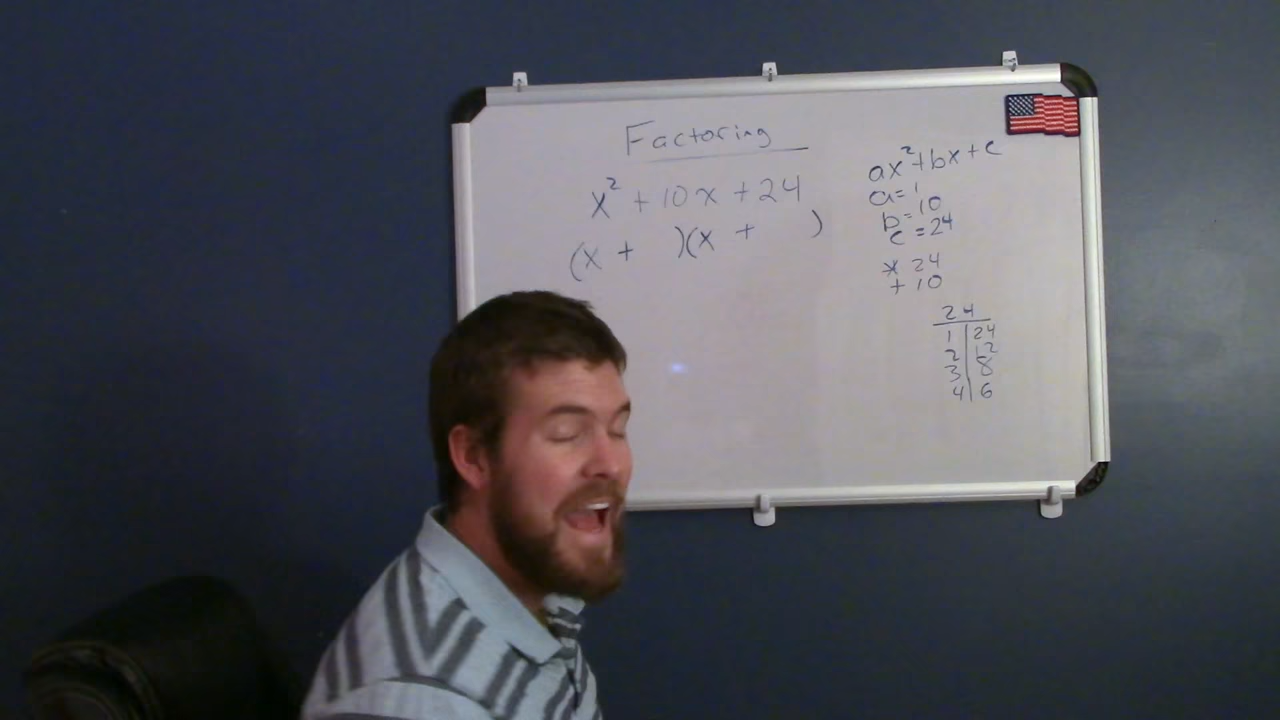 Factoring
x² + 10x + 24
(x +    )(x +    )
ax² + bx + c
a = 1
b = 10
c = 24
* 24
+ 10
24
1 | 24
2 | 12
3 | 8
4 | 6